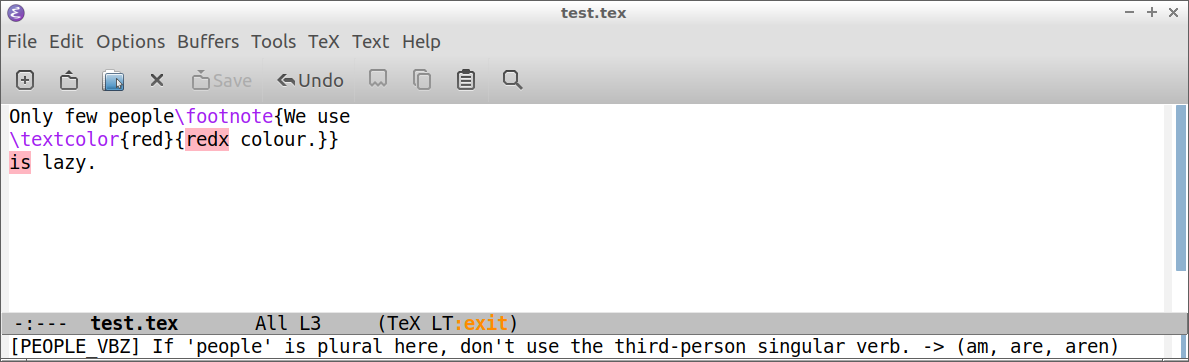 test.tex
File Edit Options Buffers Tools TeX Text Help
Save Undo
Only few people\footnote{We use
\textcolor{red}{redx colour.}}
is lazy.
-:--- test.tex All L3 (TeX LT:exit)
[PEOPLE_VBZ] If 'people' is plural here, don't use the third-person singular verb. -> (am, are, aren)